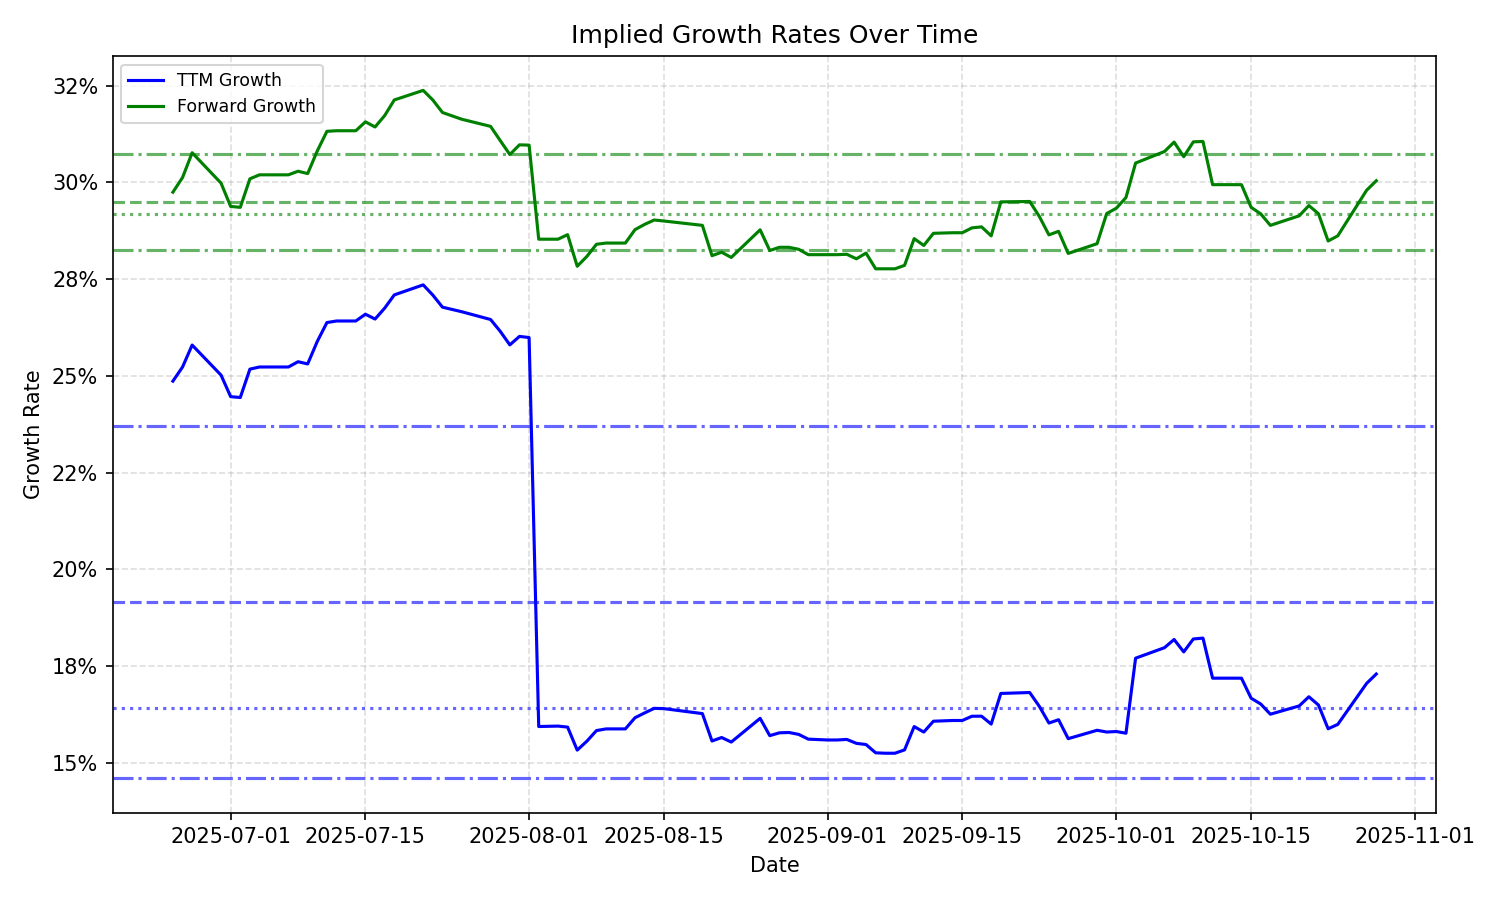 Implied Growth Rates Over Time
TTM Growth
Forward Growth
32%
30%
28%
25%
22%
20%
18%
15%
Growth Rate
2025-07-01 2025-07-15 2025-08-01 2025-08-15 2025-09-01 2025-09-15 2025-10-01 2025-10-15 2025-11-01
Date